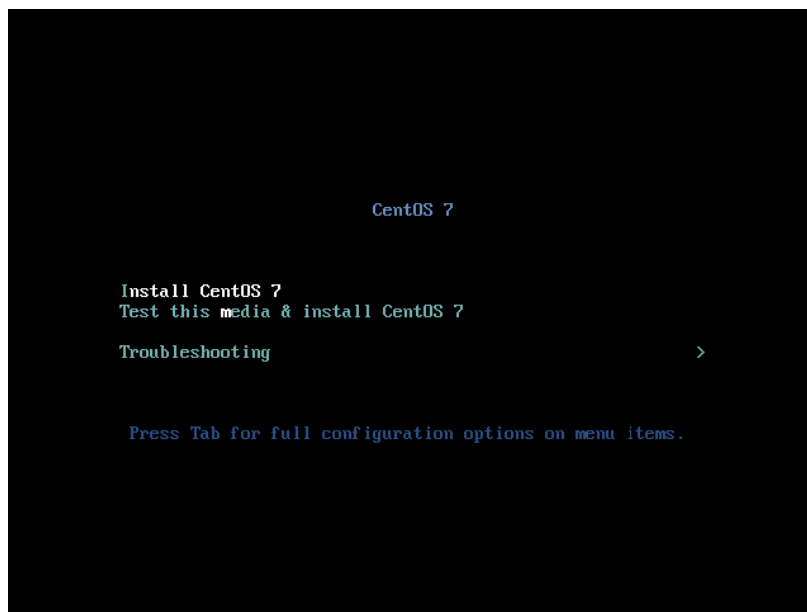 CentOS 7
Install CentOS 7
Test this media & install CentOS 7
Troubleshooting >
Press Tab for full configuration options on menu items.